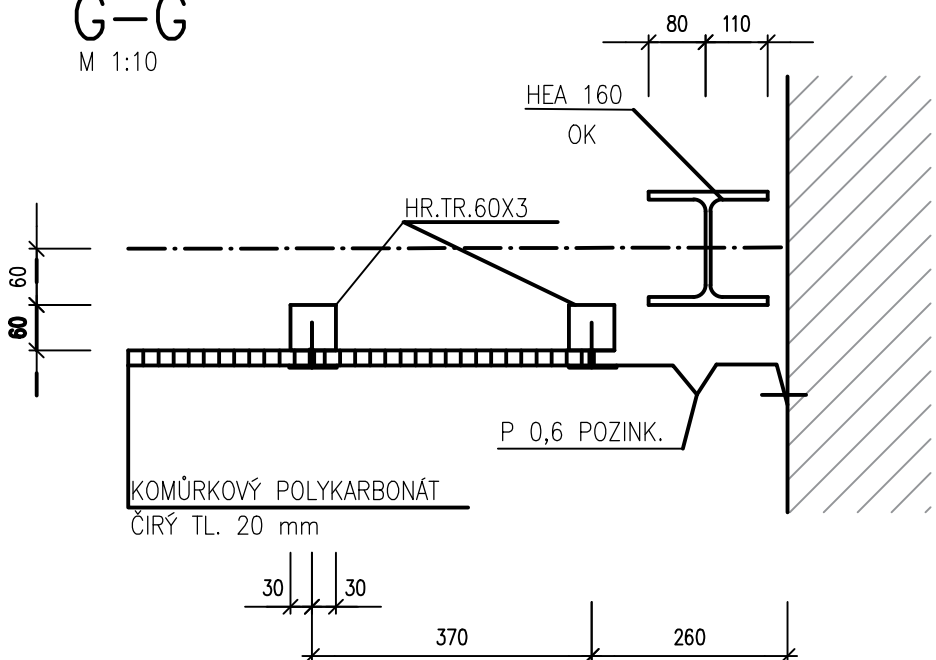 G-G
M 1:10
80 110
HEA 160
OK
HR.TR.60X3
60
60
P 0,6 POZINK.
KOMŮRKOVÝ POLYKARBONÁT
ČIRÝ TL. 20 mm
30 30
370 260